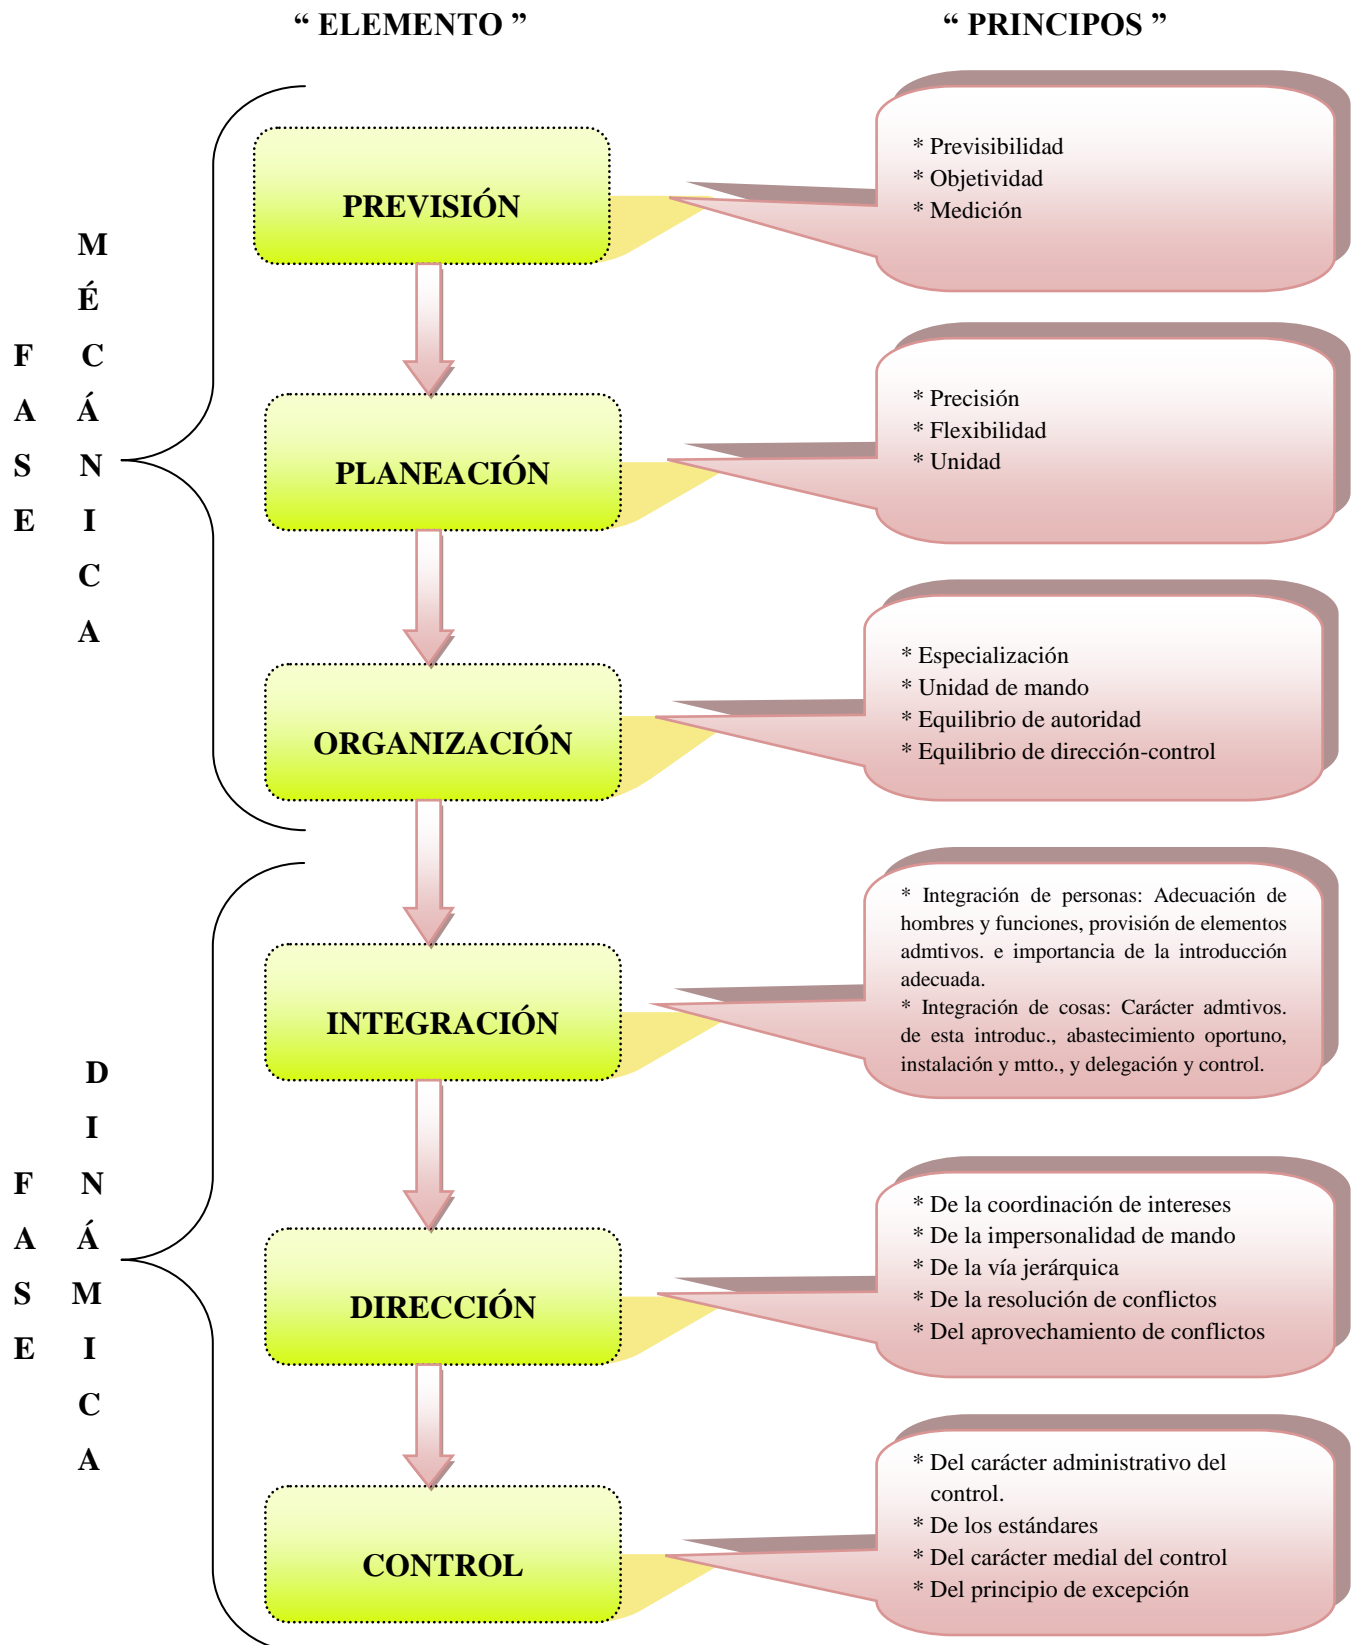 “ ELEMENTO ”
“ PRINCIPOS ”
FASE
MÉCÁNICA
PREVISIÓN
* Previsibilidad
* Objetividad
* Medición
PLANEACIÓN
* Precisión
* Flexibilidad
* Unidad
ORGANIZACIÓN
* Especialización
* Unidad de mando
* Equilibrio de autoridad
* Equilibrio de dirección-control
FASE
DINÁMICA
INTEGRACIÓN
* Integración de personas: Adecuación de
hombres y funciones, provisión de elementos
admtivos. e importancia de la introducción
adecuada.
* Integración de cosas: Carácter admtivos.
de esta introduc., abastecimiento oportuno,
instalación y mtto., y delegación y control.
DIRECCIÓN
* De la coordinación de intereses
* De la impersonalidad de mando
* De la vía jerárquica
* De la resolución de conflictos
* Del aprovechamiento de conflictos
CONTROL
* Del carácter administrativo del
control.
* De los estándares
* Del carácter medial del control
* Del principio de excepción